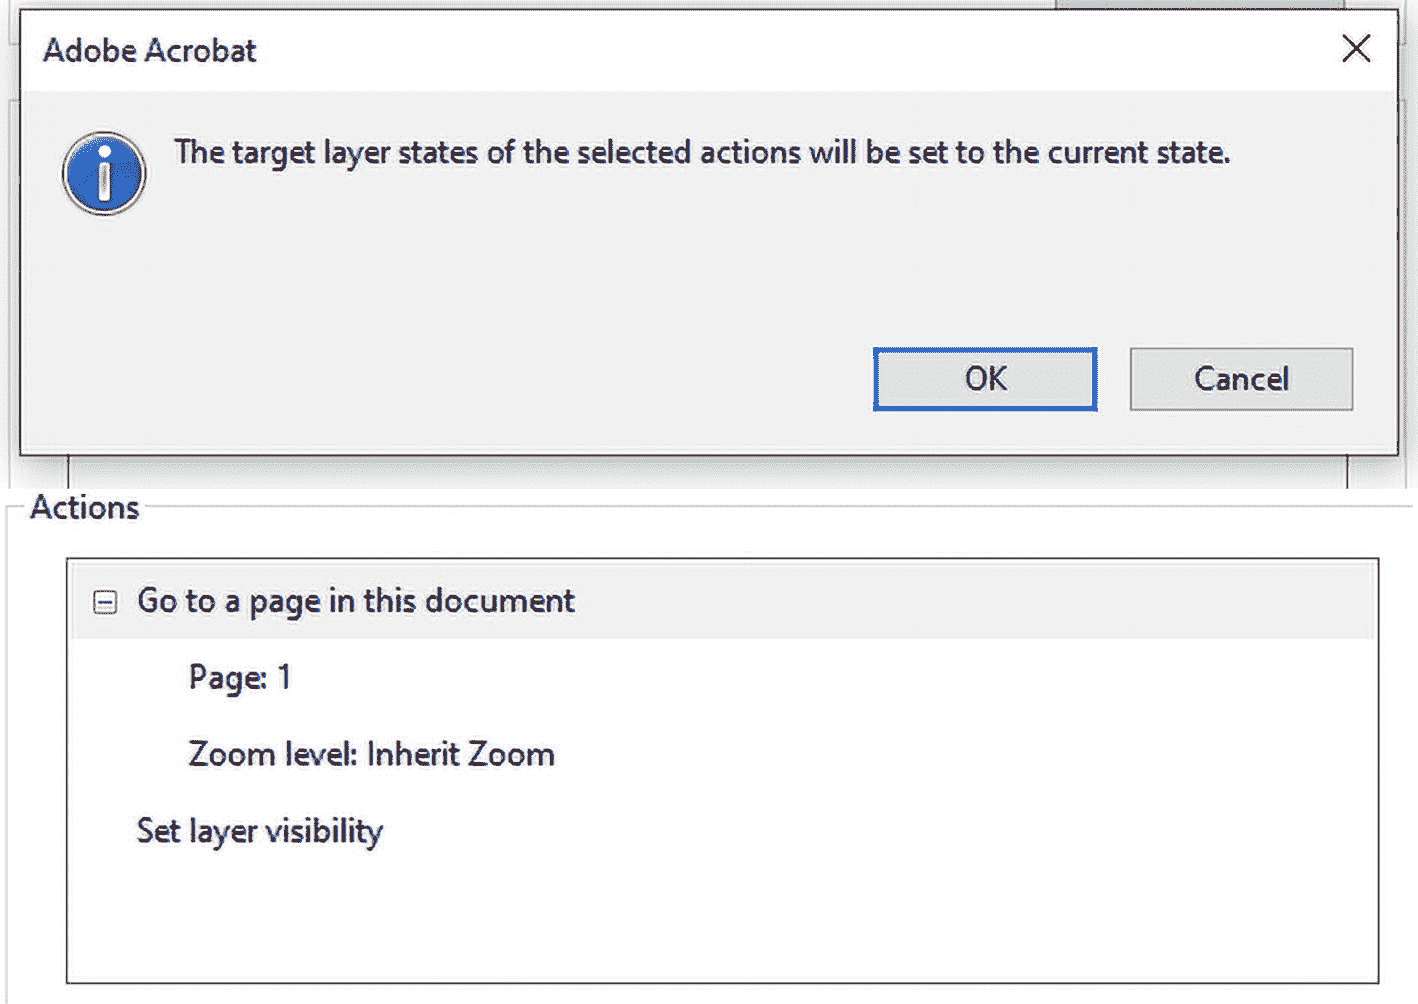 Adobe Acrobat
The target layer states of the selected actions will be set to the current state.
OK
Cancel
Actions
Go to a page in this document
Page: 1
Zoom level: Inherit Zoom
Set layer visibility